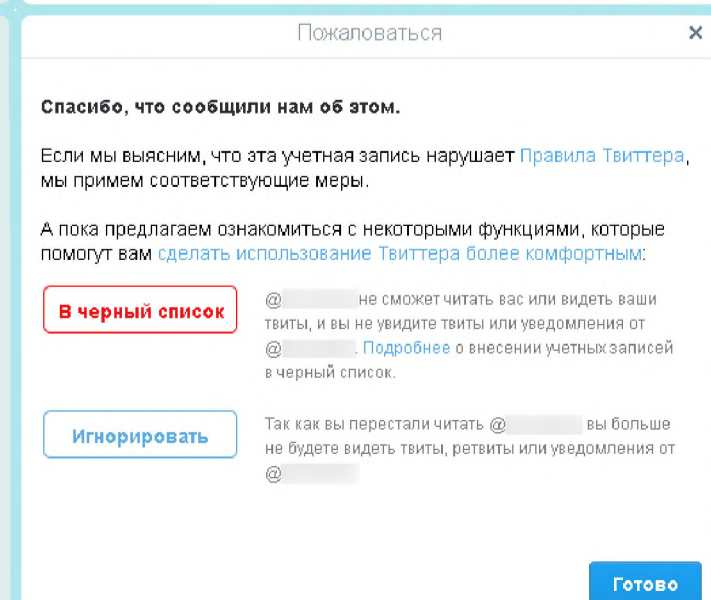 Пожаловаться
Спасибо, что сообщили нам об этом.
Если мы выясним, что эта учетная запись нарушает Правила Твиттера,
мы примем соответствующие меры.
А пока предлагаем ознакомиться с некоторыми функциями, которые
помогут вам сделать использование Твиттера более комфортным:
В черный список
@ не сможет читать вас или видеть ваши
твиты, и вы не увидите твиты или уведомления от
@ . Подробнее о внесении учетных записей
в черный список.
Игнорировать
Так как вы перестали читать @ вы больше
не будете видеть твиты, ретвиты или уведомления от
@
Готово